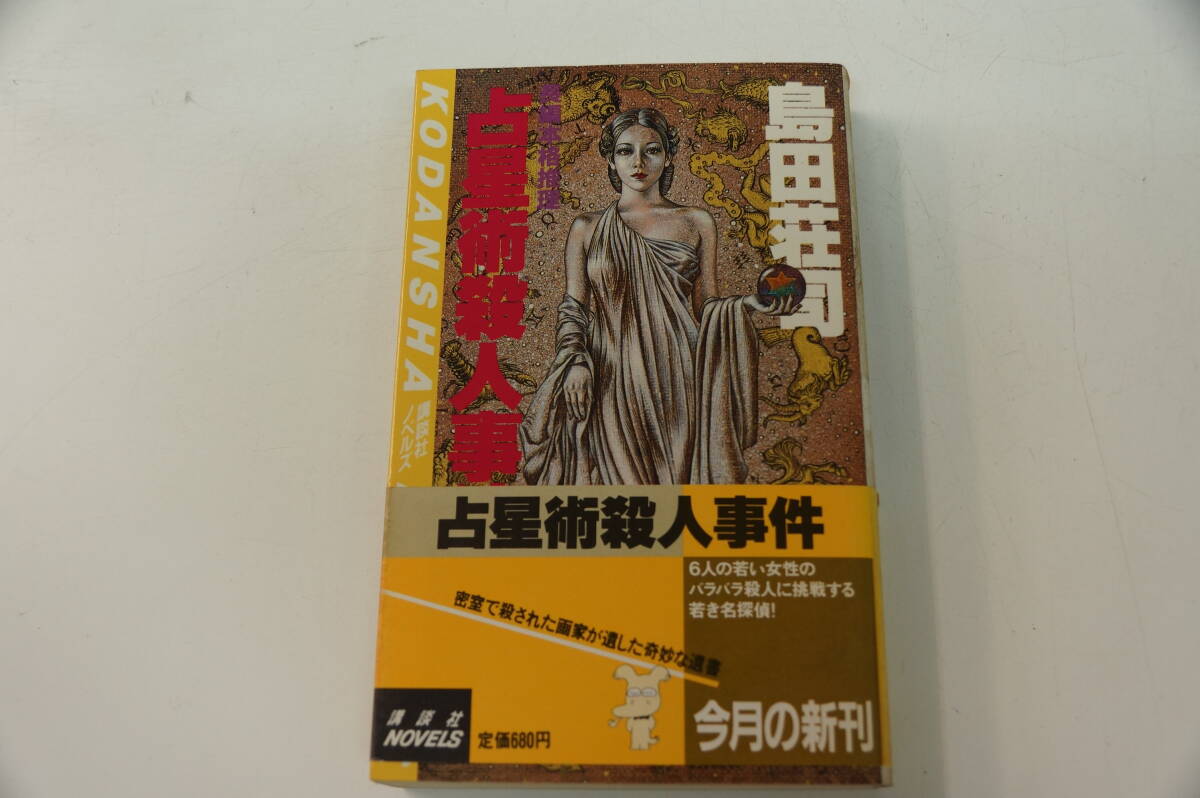 KODANSHA
講談社
ノベルス
長編本格推理
占星術殺人事
島田荘司
占星術殺人事件
6人の若い女性の
バラバラ殺人に挑戦する
若き名探偵!
密室で殺された画家が遺した奇妙な遺書
今月の新刊
講談社
NOVELS
定価680円